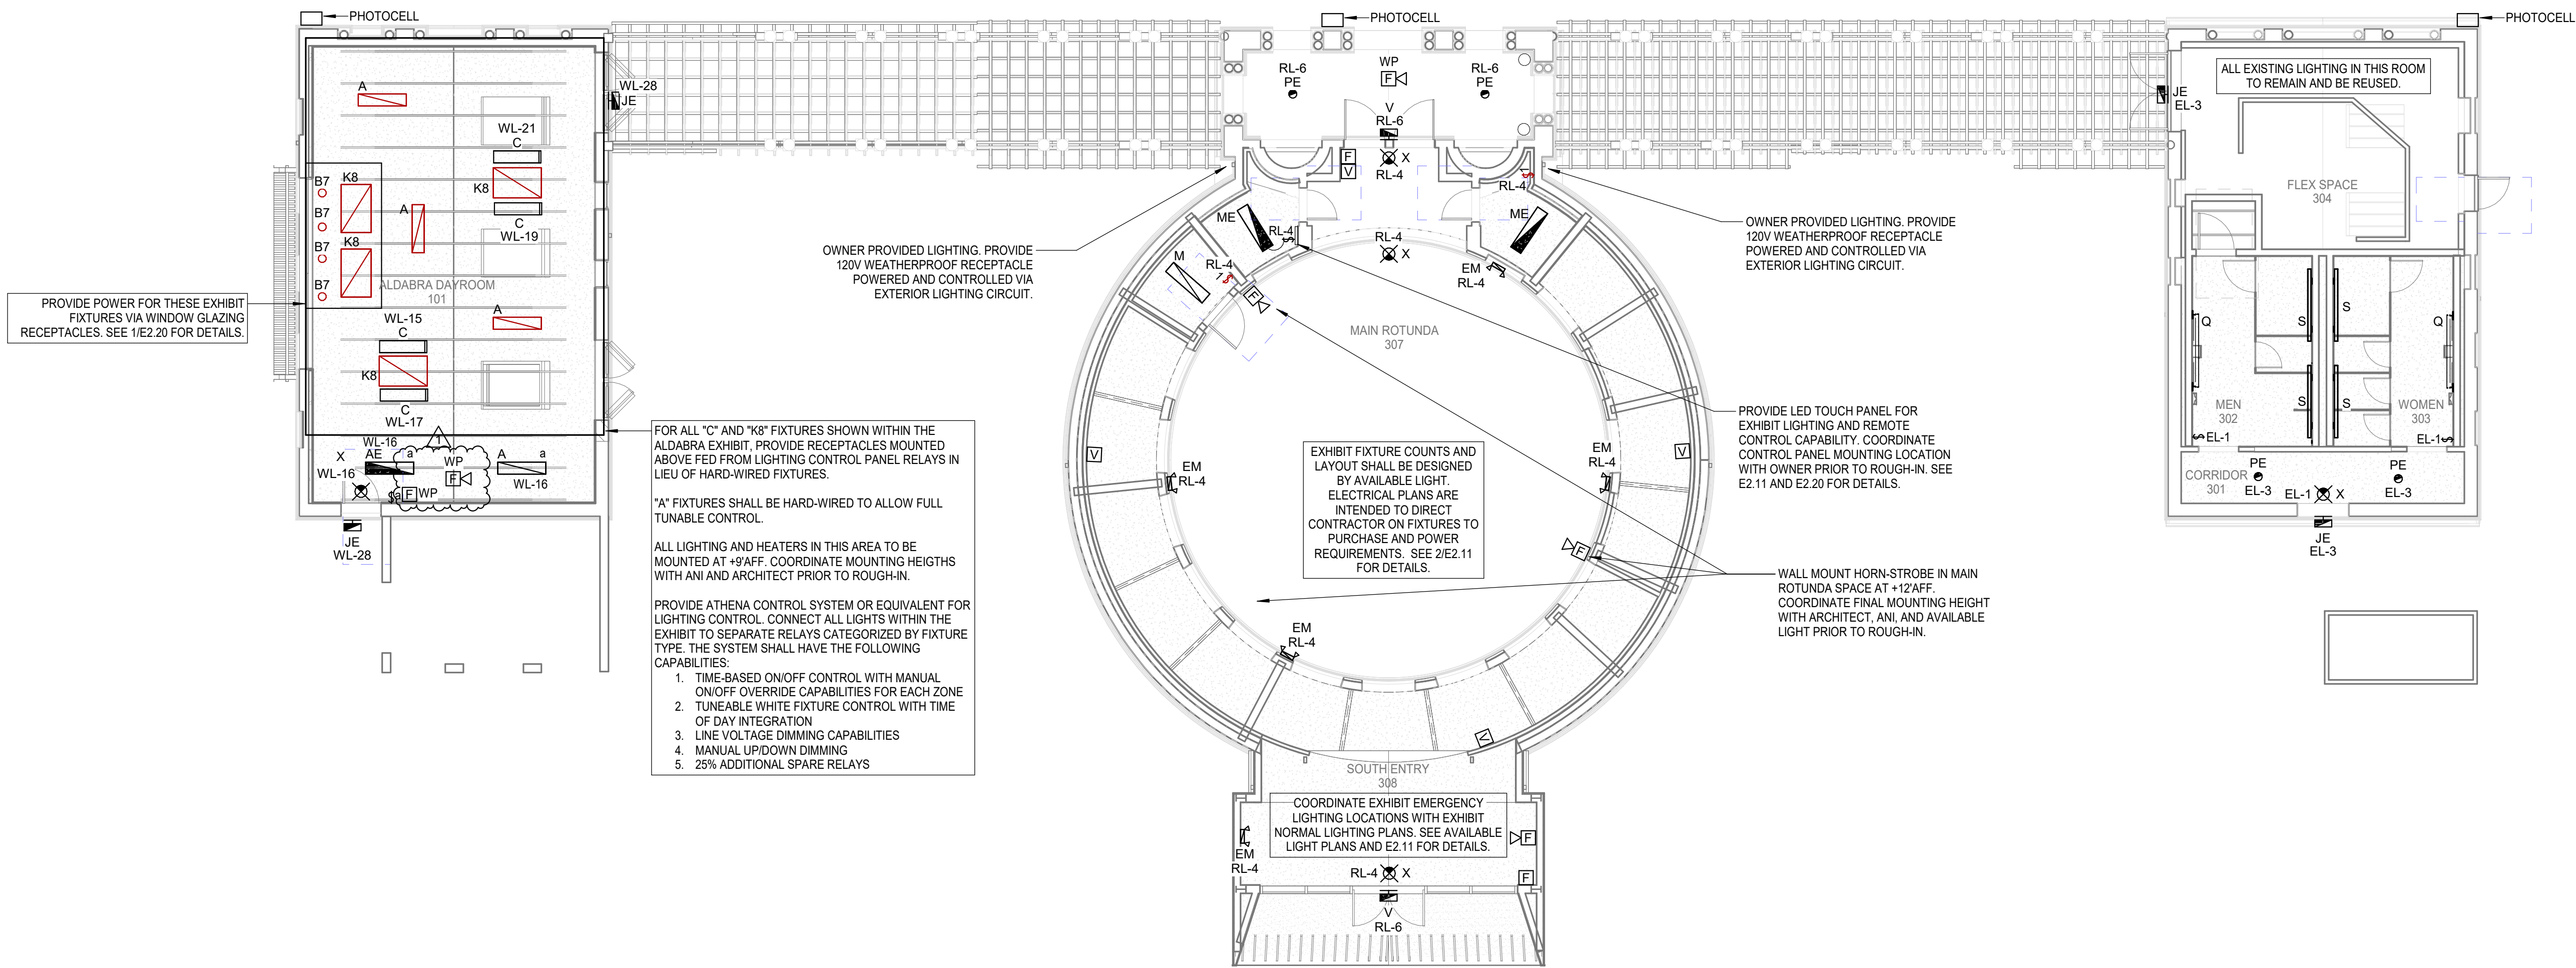 PHOTOCELL
PHOTOCELL
PHOTOCELL
A
WL-28
JE
WL-21
C
K8
C
WL-19
B7
K8
B7
A
B7
K8
B7
ALDABRA DAYROOM
101
A
WL-15
C
K8
C
WL-17
PROVIDE POWER FOR THESE EXHIBIT
FIXTURES VIA WINDOW GLAZING
RECEPTACLES. SEE 1/E2.20 FOR DETAILS.
1
WL-16
X
AE
a
WL-16
WP
F
A
a
WL-16
$a
F
WP
JE
WL-28
FOR ALL "C" AND "K8" FIXTURES SHOWN WITHIN THE
ALDABRA EXHIBIT, PROVIDE RECEPTACLES MOUNTED
ABOVE FED FROM LIGHTING CONTROL PANEL RELAYS IN
LIEU OF HARD-WIRED FIXTURES.
"A" FIXTURES SHALL BE HARD-WIRED TO ALLOW FULL
TUNABLE CONTROL.
ALL LIGHTING AND HEATERS IN THIS AREA TO BE
MOUNTED AT +9'AFF. COORDINATE MOUNTING HEIGTHS
WITH ANI AND ARCHITECT PRIOR TO ROUGH-IN.
PROVIDE ATHENA CONTROL SYSTEM OR EQUIVALENT FOR
LIGHTING CONTROL. CONNECT ALL LIGHTS WITHIN THE
EXHIBIT TO SEPARATE RELAYS CATEGORIZED BY FIXTURE
TYPE. THE SYSTEM SHALL HAVE THE FOLLOWING
CAPABILITIES:
1. TIME-BASED ON/OFF CONTROL WITH MANUAL
ON/OFF OVERRIDE CAPABILITIES FOR EACH ZONE
2. TUNEABLE WHITE FIXTURE CONTROL WITH TIME
OF DAY INTEGRATION
3. LINE VOLTAGE DIMMING CAPABILITIES
4. MANUAL UP/DOWN DIMMING
5. 25% ADDITIONAL SPARE RELAYS
RL-6
PE
WP
F
RL-6
PE
V
RL-6
F
V
X
RL-4
RL-4
$1
ME
RL-4
$
RL-4
X
ME
M
RL-4
1
$
F
EM
RL-4
OWNER PROVIDED LIGHTING. PROVIDE
120V WEATHERPROOF RECEPTACLE
POWERED AND CONTROLLED VIA
EXTERIOR LIGHTING CIRCUIT.
OWNER PROVIDED LIGHTING. PROVIDE
120V WEATHERPROOF RECEPTACLE
POWERED AND CONTROLLED VIA
EXTERIOR LIGHTING CIRCUIT.
MAIN ROTUNDA
307
PROVIDE LED TOUCH PANEL FOR
EXHIBIT LIGHTING AND REMOTE
CONTROL CAPABILITY. COORDINATE
CONTROL PANEL MOUNTING LOCATION
WITH OWNER PRIOR TO ROUGH-IN. SEE
E2.11 AND E2.20 FOR DETAILS.
V
EM
RL-4
EXHIBIT FIXTURE COUNTS AND
LAYOUT SHALL BE DESIGNED
BY AVAILABLE LIGHT.
ELECTRICAL PLANS ARE
INTENDED TO DIRECT
CONTRACTOR ON FIXTURES TO
PURCHASE AND POWER
REQUIREMENTS. SEE 2/E2.11
FOR DETAILS.
EM
RL-4
V
F
WALL MOUNT HORN-STROBE IN MAIN
ROTUNDA SPACE AT +12'AFF.
COORDINATE FINAL MOUNTING HEIGHT
WITH ARCHITECT, ANI, AND AVAILABLE
LIGHT PRIOR TO ROUGH-IN.
EM
RL-4
V
SOUTH ENTRY
308
COORDINATE EXHIBIT EMERGENCY
LIGHTING LOCATIONS WITH EXHIBIT
NORMAL LIGHTING PLANS. SEE AVAILABLE
LIGHT PLANS AND E2.11 FOR DETAILS.
EM
RL-4
F
RL-4
X
F
V
RL-6
ALL EXISTING LIGHTING IN THIS ROOM
TO REMAIN AND BE REUSED.
JE
EL-3
FLEX SPACE
304
Q
S
S
Q
MEN
302
S
S
WOMEN
303
$ EL-1
EL-1 $
CORRIDOR
301
PE
EL-3
PE
EL-3
EL-1
X
JE
EL-3